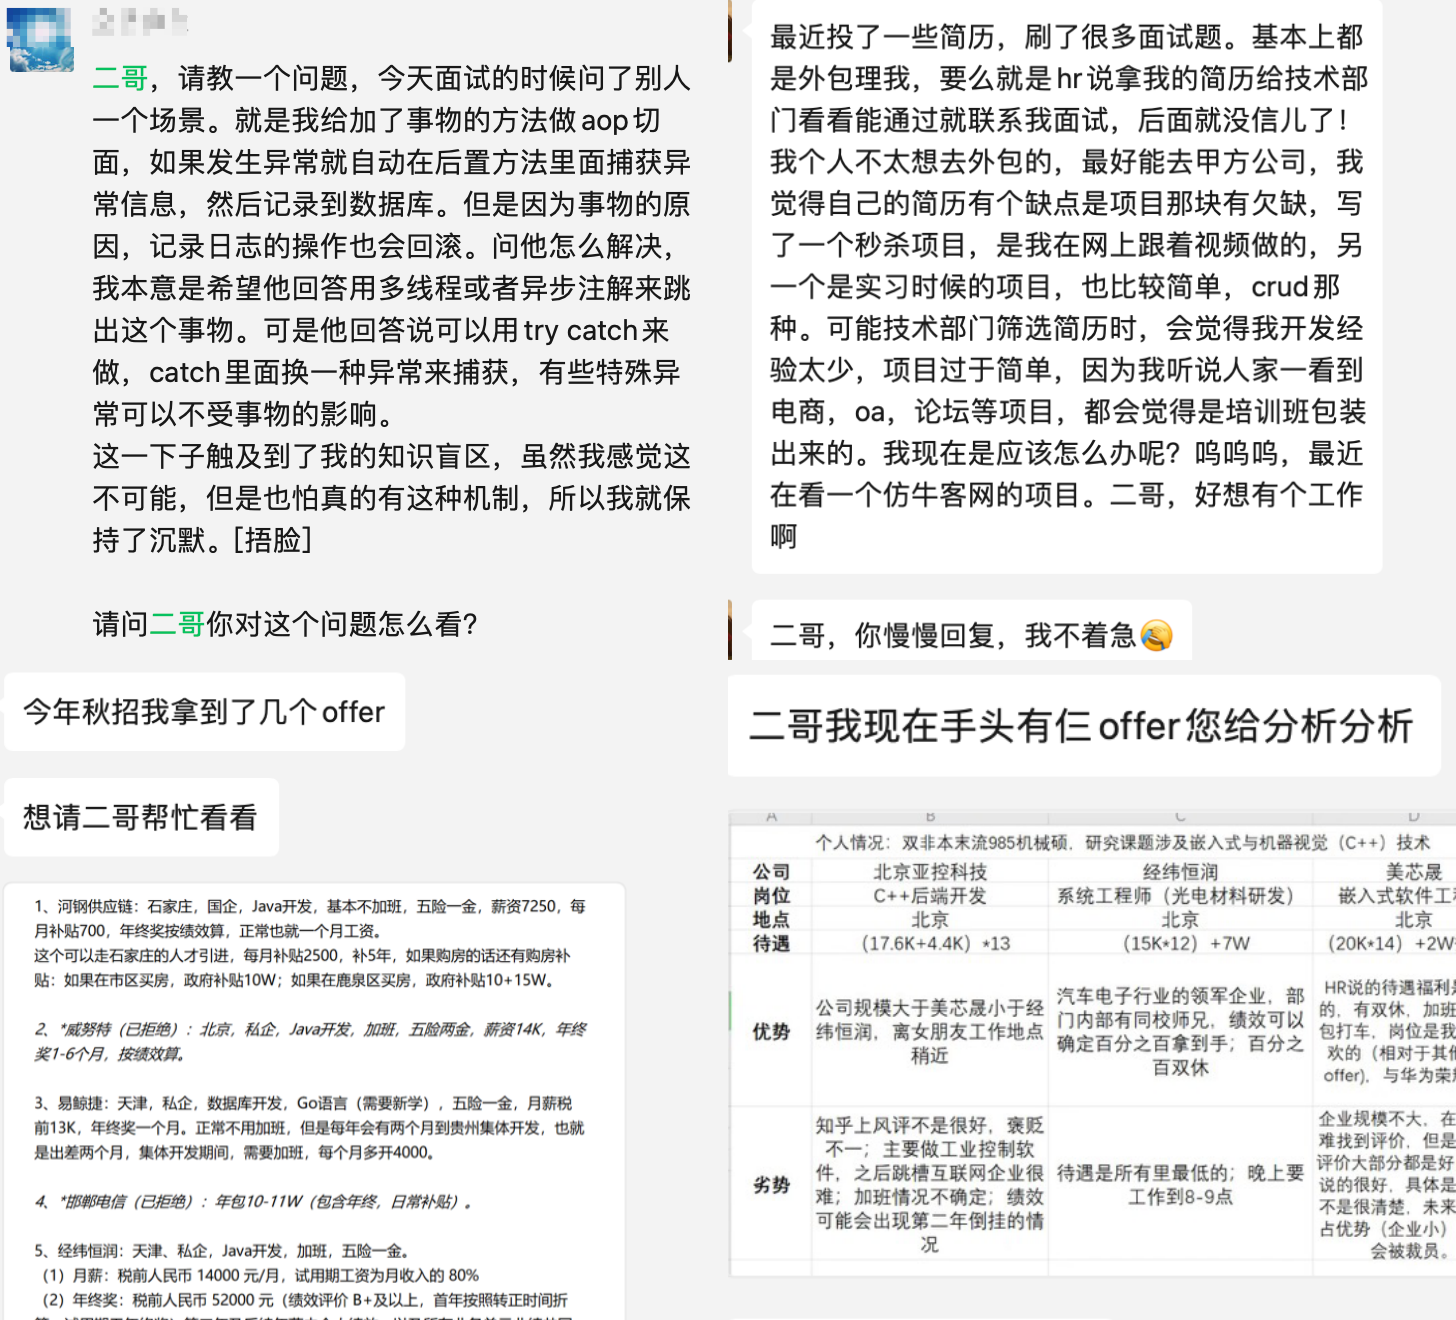 二哥，请教一个问题，今天面试的时候问了别人
一个场景。就是我给加了事物的方法做aop切
面，如果发生异常就自动在后置方法里面捕获异
常信息，然后记录到数据库。但是因为事物的原
因，记录日志的操作也会回滚。问他怎么解决，
我本意是希望他回答用多线程或者异步注解来跳
出这个事物。可是他回答说可以用try catch来
做，catch里面换一种异常来捕获，有些特殊异
常可以不受事物的影响。
这一下子触及到了我的知识盲区，虽然我感觉这
不可能，但是也怕真的有这种机制，所以我就保
持了沉默。[捂脸]
请问二哥你对这个问题怎么看？
最近投了一些简历，刷了很多面试题。基本上都
是外包理我，要么就是hr说拿我的简历给技术部
门看看能通过就联系我面试，后面就没信儿了！
我个人不太想去外包的，最好能去甲方公司，我
觉得自己的简历有个缺点是项目那块有欠缺，写
了一个秒杀项目，是我在网上跟着视频做的，另
一个是实习时候的项目，也比较简单，crud那
种。可能技术部门筛选简历时，会觉得我开发经
验太少，项目过于简单，因为我听说人家一看到
电商，oa，论坛等项目，都会觉得是培训班包装
出来的。我现在是应该怎么办呢？呜呜呜，最近
在看一个仿牛客网的项目。二哥，好想有个工作
啊
二哥，你慢慢回复，我不着急😂
今年秋招我拿到了几个offer
想请二哥帮忙看看
1、河钢供应链：石家庄，国企，Java开发，基本不加班，五险一金，薪资7250，每
月补贴700，年终奖按绩效算，正常也就一个月工资。
这个可以走石家庄的人才引进，每月补贴2500，补5年，如果购房的话还有购房补
贴：如果在市区买房，政府补贴10W；如果在鹿泉区买房，政府补贴10+15W。
2、*威努特（已拒绝）：北京，私企，Java开发，加班，五险两金，薪资14K，年终
奖1-6个月，按绩效算。
3、易鲸捷：天津，私企，数据库开发，Go语言（需要新学），五险一金，月薪税
前13K，年终奖一个月。正常不用加班，但是每年会有两个月到贵州集体开发，也就
是出差两个月，集体开发期间，需要加班，每个月多开4000。
4、*邯郸电信（已拒绝）：年包10-11W（包含年终，日常补贴）。
5、经纬恒润：天津、私企，Java开发，加班，五险一金。
（1）月薪：税前人民币 14000 元/月，试用期工资为月收入的 80%
（2）年终奖：税前人民币 52000 元（绩效评价 B+及以上，首年按照转正时间折
二哥我现在手头有仨offer您给分析分析
A B C D
个人情况：双非本末流985机械硕，研究课题涉及嵌入式与机器视觉（C++）技术
公司 北京亚控科技 经纬恒润 美芯晟
岗位 C++后端开发 系统工程师（光电材料研发） 嵌入式软件工
地点 北京 北京 北京
待遇 （17.6K+4.4K）*13 （15K*12）+7W （20K*14）+2W
优势
公司规模大于美芯晟小于经
纬恒润，离女朋友工作地点
稍近
汽车电子行业的领军企业，部
门内部有同校师兄，绩效可以
确定百分之百拿到手；百分之
百双休
HR说的待遇福利
的，有双休，加班
包打车，岗位是我
欢的（相对于其
offer），与华为荣
劣势
知乎上风评不是很好，褒贬
不一；主要做工业控制软
件，之后跳槽互联网企业很
难；加班情况不确定；绩效
可能会出现第二年倒挂的情
况
待遇是所有里最低的；晚上要
工作到8-9点
企业规模不大，在
难找到评价，但是
评价大部分都是好
说的很好，具体是
不是很清楚，未来
占优势（企业小）
会被裁员。